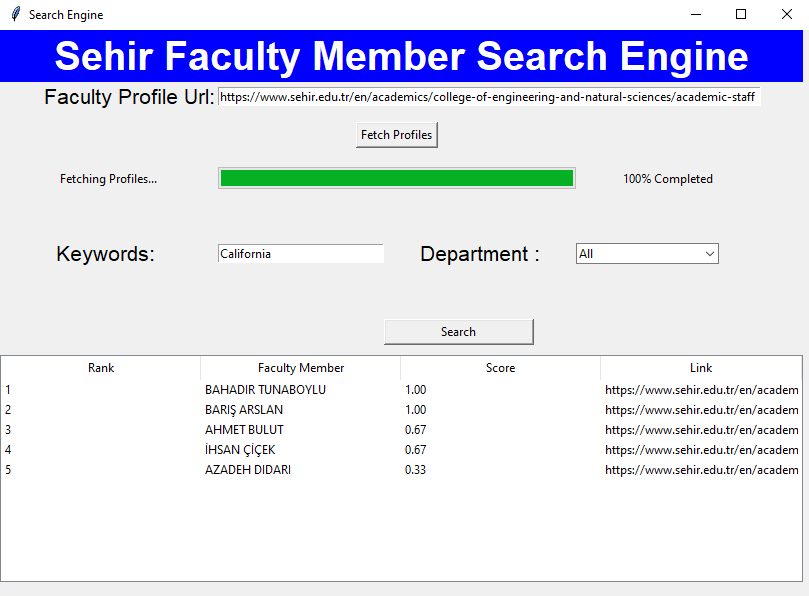 Search Engine
Sehir Faculty Member Search Engine
Faculty Profile Url: https://www.sehir.edu.tr/en/academics/college-of-engineering-and-natural-sciences/academic-staff
Fetch Profiles
Fetching Profiles... 100% Completed
Keywords: California Department : All
Search
Rank Faculty Member Score Link
1 BAHADIR TUNABOYLU 1.00 https://www.sehir.edu.tr/en/academ
2 BARIŞ ARSLAN 1.00 https://www.sehir.edu.tr/en/academ
3 AHMET BULUT 0.67 https://www.sehir.edu.tr/en/academ
4 İHSAN ÇİÇEK 0.67 https://www.sehir.edu.tr/en/academ
5 AZADEH DIDARI 0.33 https://www.sehir.edu.tr/en/academ